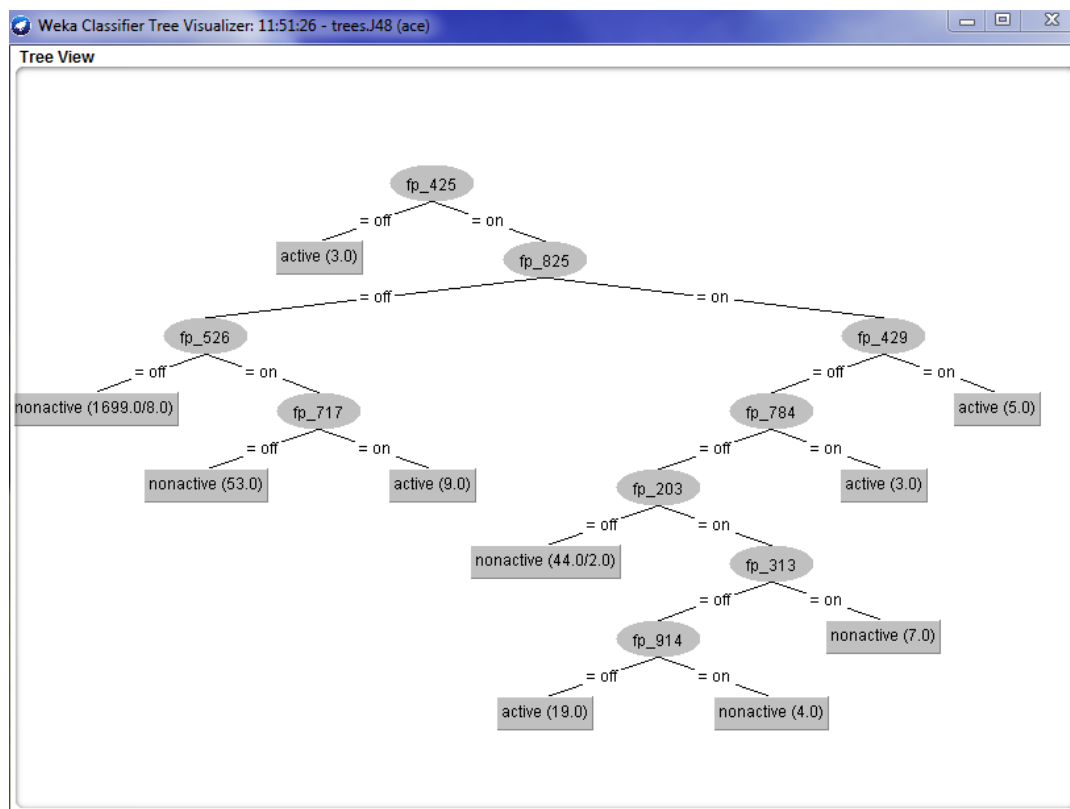 Weka Classifier Tree Visualizer: 11:51:26 - trees.J48 (ace)
Tree View
fp_425
= off
= on
active (3.0)
fp_825
= off
= on
fp_526
fp_429
= off
= on
= off
= on
nonactive (1699.0/8.0)
fp_717
fp_784
active (5.0)
= off
= on
= off
= on
nonactive (53.0)
active (9.0)
fp_203
active (3.0)
= off
= on
nonactive (44.0/2.0)
fp_313
= off
= on
fp_914
nonactive (7.0)
= off
= on
active (19.0)
nonactive (4.0)